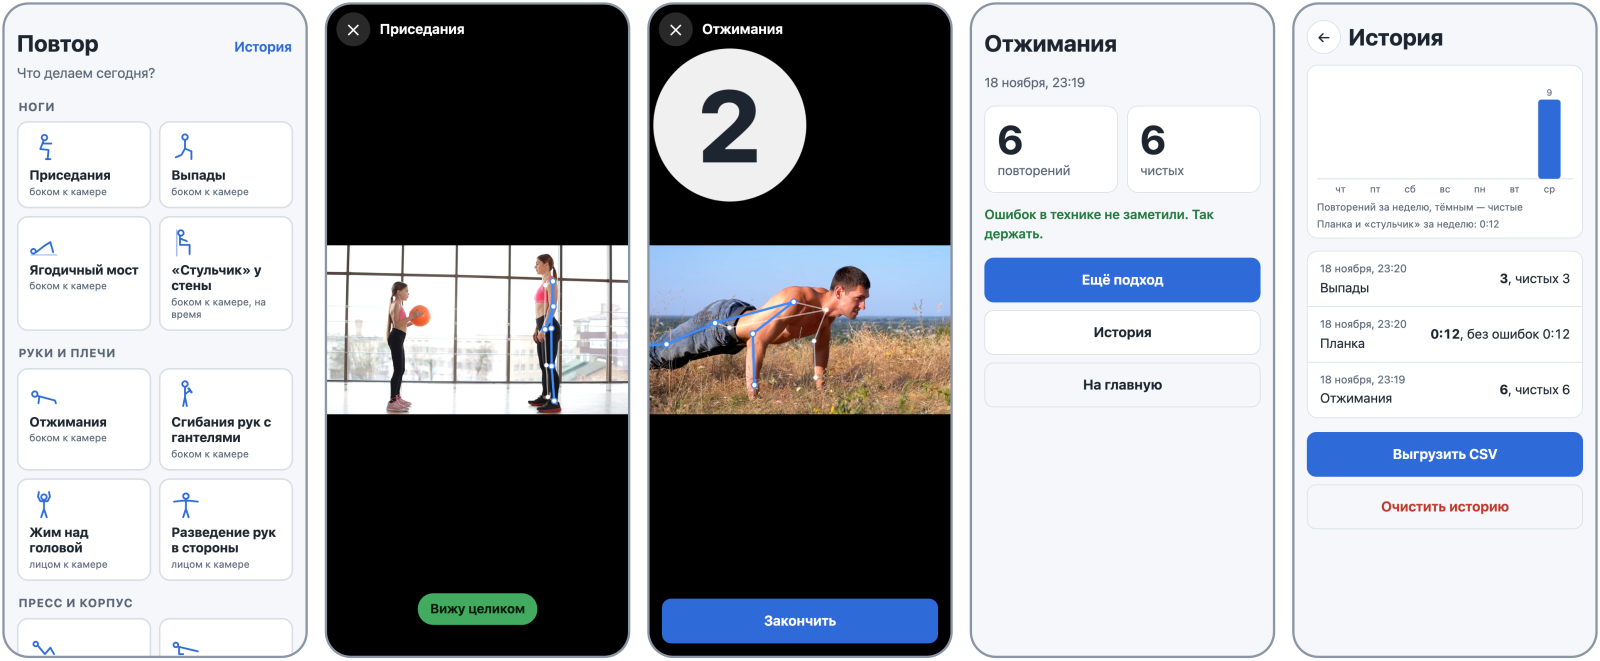 Повтор
История
Что делаем сегодня?
НОГИ
Приседания
боком к камере
Выпады
боком к камере
Ягодичный мост
боком к камере
«Стульчик» у
стены
боком к камере, на
время
РУКИ И ПЛЕЧИ
Отжимания
боком к камере
Сгибания рук с
гантелями
боком к камере
Жим над
головой
лицом к камере
Разведение рук
в стороны
лицом к камере
ПРЕСС И КОРПУС
Приседания
Вижу целиком
Отжимания
2
Закончить
Отжимания
18 ноября, 23:19
6
повторений
6
чистых
Ошибок в технике не заметили. Так
держать.
Ещё подход
История
На главную
История
9
чт пт сб вс пн вт ср
Повторений за неделю, тёмным — чистые
Планка и «стульчик» за неделю: 0:12
18 ноября, 23:20
Выпады
3, чистых 3
18 ноября, 23:20
Планка
0:12, без ошибок 0:12
18 ноября, 23:19
Отжимания
6, чистых 6
Выгрузить CSV
Очистить историю